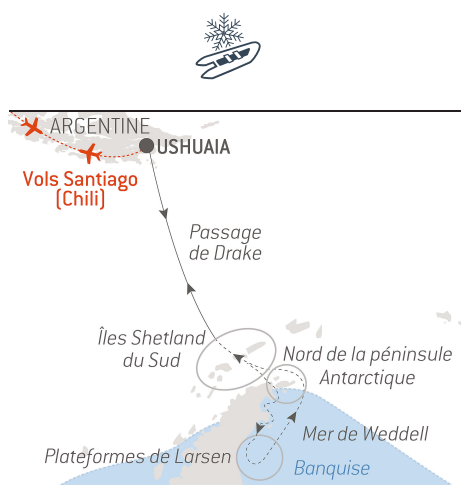 ARGENTINE
USHUAIA
Vols Santiago
(Chili)
Passage
de Drake
Îles Shetland
du Sud
Nord de la péninsule
Antarctique
Mer de Weddell
Plateformes de Larsen
Banquise